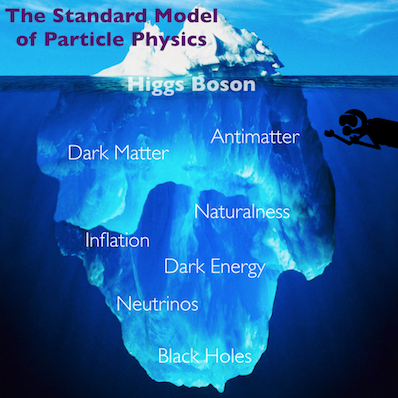 The Standard Model
of Particle Physics
Higgs Boson
Antimatter
Dark Matter
Naturalness
Inflation
Dark Energy
Neutrinos
Black Holes